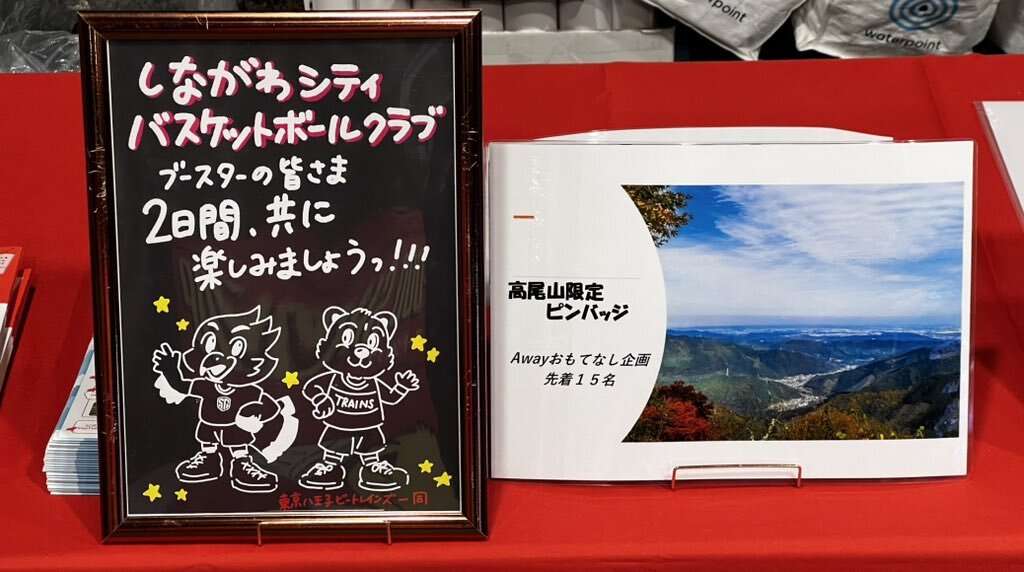 しながわシティ
バスケットボールクラブ
ブースターの皆さま
2日間、共に
楽しみましょうっ!!!
TRAINS
東京八王子ビートレインズ一同
高尾山限定
ピンバッジ
Awayおもてなし企画
先着15名
waterpoint